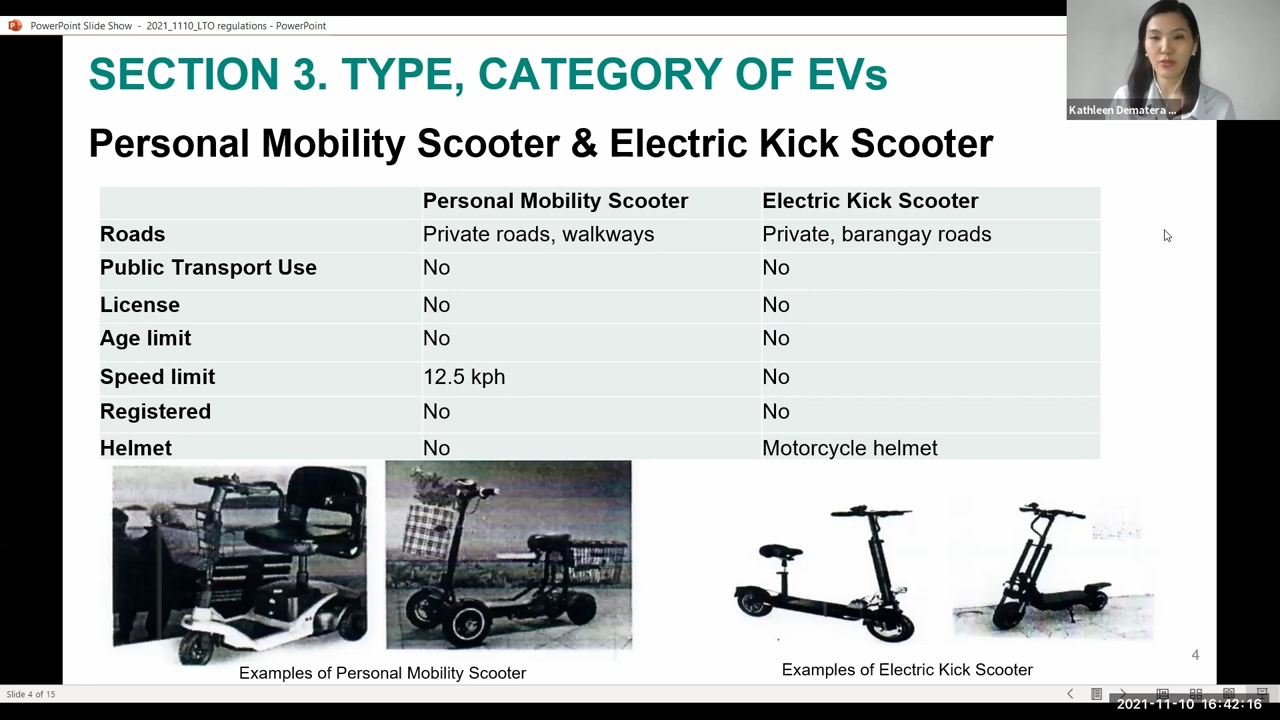 PowerPoint Slide Show - 2021_1110_LTO regulations - PowerPoint
Kathleen Dematera ...
SECTION 3. TYPE, CATEGORY OF EVs
Personal Mobility Scooter & Electric Kick Scooter
Personal Mobility Scooter Electric Kick Scooter
Roads Private roads, walkways Private, barangay roads
Public Transport Use No No
License No No
Age limit No No
Speed limit 12.5 kph No
Registered No No
Helmet No Motorcycle helmet
Examples of Personal Mobility Scooter
Examples of Electric Kick Scooter
4
Slide 4 of 15
2021-11-10 16:42:16